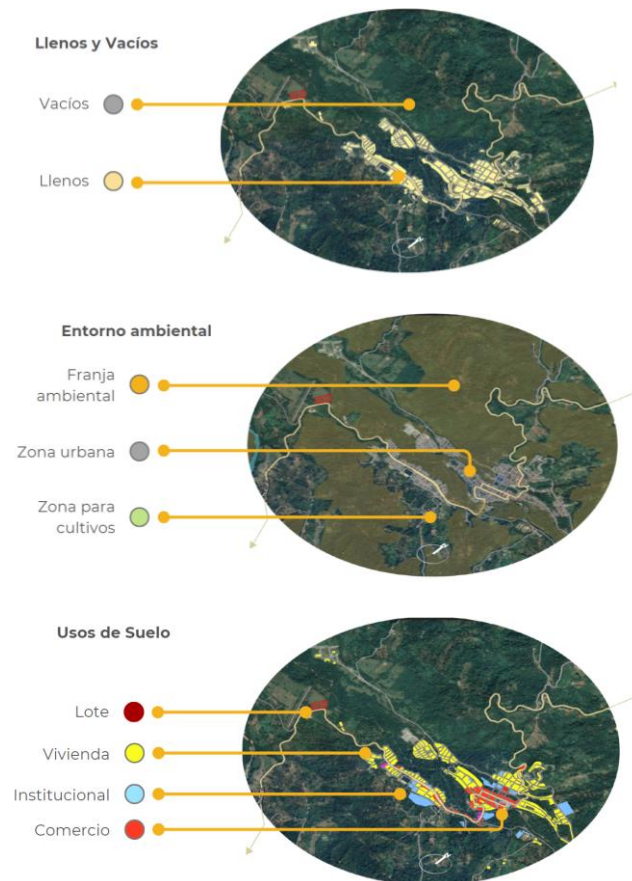 Llenos y Vacíos
Vacíos
Llenos
Entorno ambiental
Franja
ambiental
Zona urbana
Zona para
cultivos
Usos de Suelo
Lote
Vivienda
Institucional
Comercio